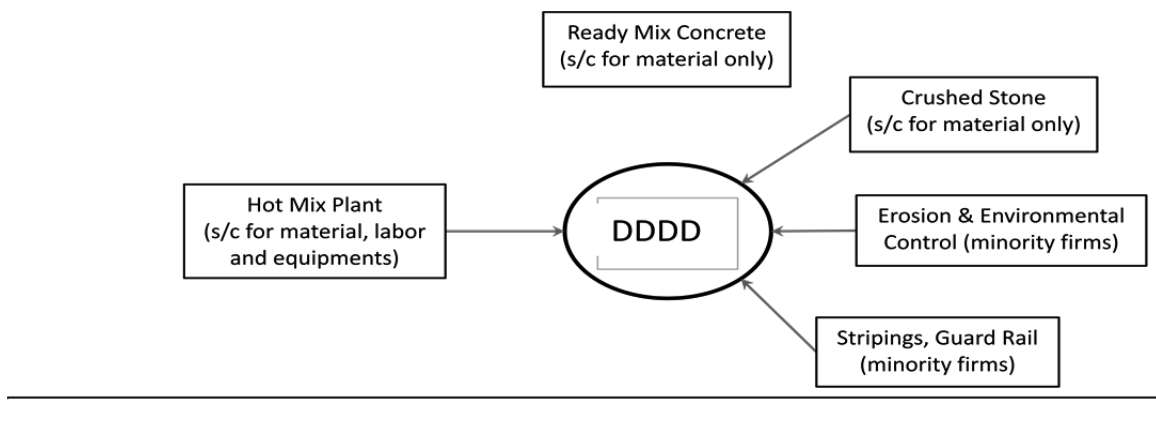 Ready Mix Concrete
(s/c for material only)
Crushed Stone
(s/c for material only)
Hot Mix Plant
(s/c for material, labor
and equipments)
DDDD
Erosion & Environmental
Control (minority firms)
Stripings, Guard Rail
(minority firms)